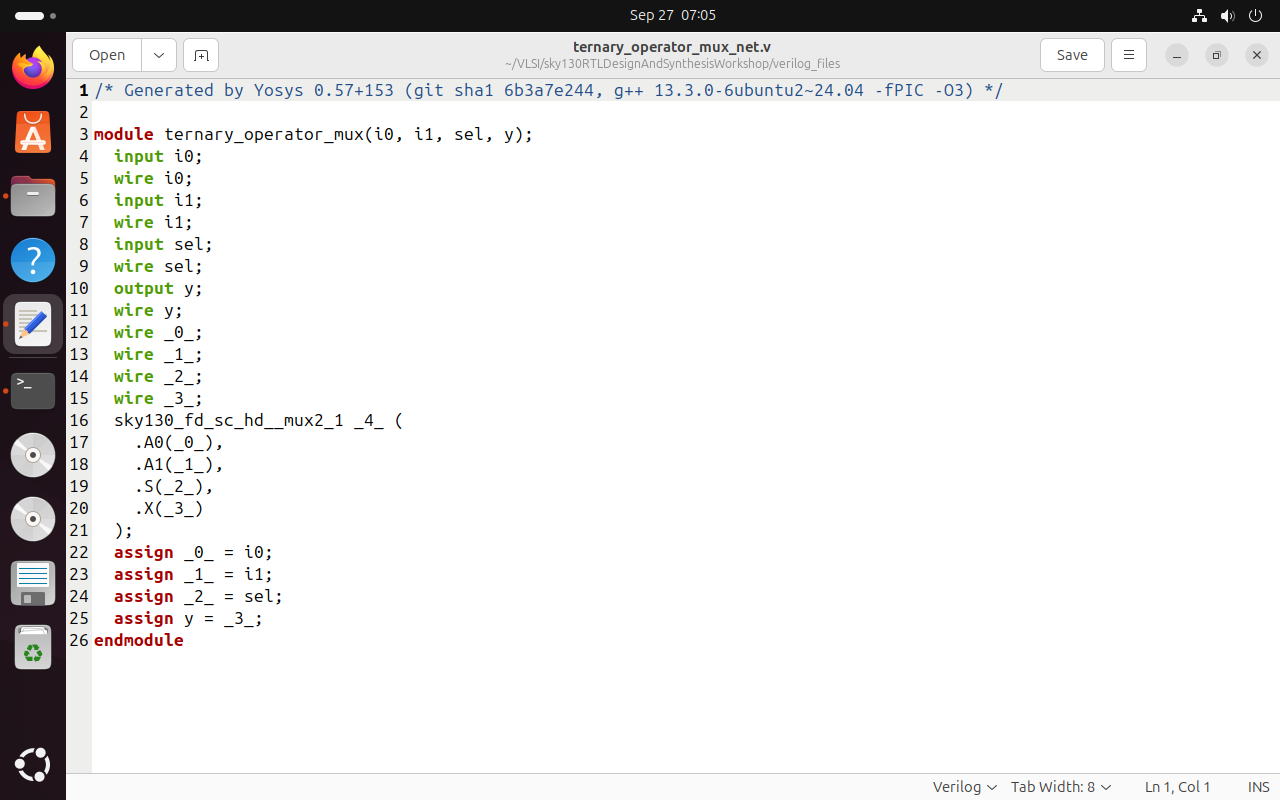 Sep 27 07:05
Open
ternary_operator_mux_net.v
~/VLSI/sky130RTLDesignAndSynthesisWorkshop/verilog_files
Save
1 /* Generated by Yosys 0.57+153 (git sha1 6b3a7e244, g++ 13.3.0-6ubuntu2~24.04 -fPIC -O3) */
2
3 module ternary_operator_mux(i0, i1, sel, y);
4   input i0;
5   wire i0;
6   input i1;
7   wire i1;
8   input sel;
9   wire sel;
10   output y;
11   wire y;
12   wire _0_;
13   wire _1_;
14   wire _2_;
15   wire _3_;
16   sky130_fd_sc_hd__mux2_1 _4_ (
17     .A0(_0_),
18     .A1(_1_),
19     .S(_2_),
20     .X(_3_)
21   );
22   assign _0_ = i0;
23   assign _1_ = i1;
24   assign _2_ = sel;
25   assign y = _3_;
26 endmodule
Verilog Tab Width: 8 Ln 1, Col 1 INS